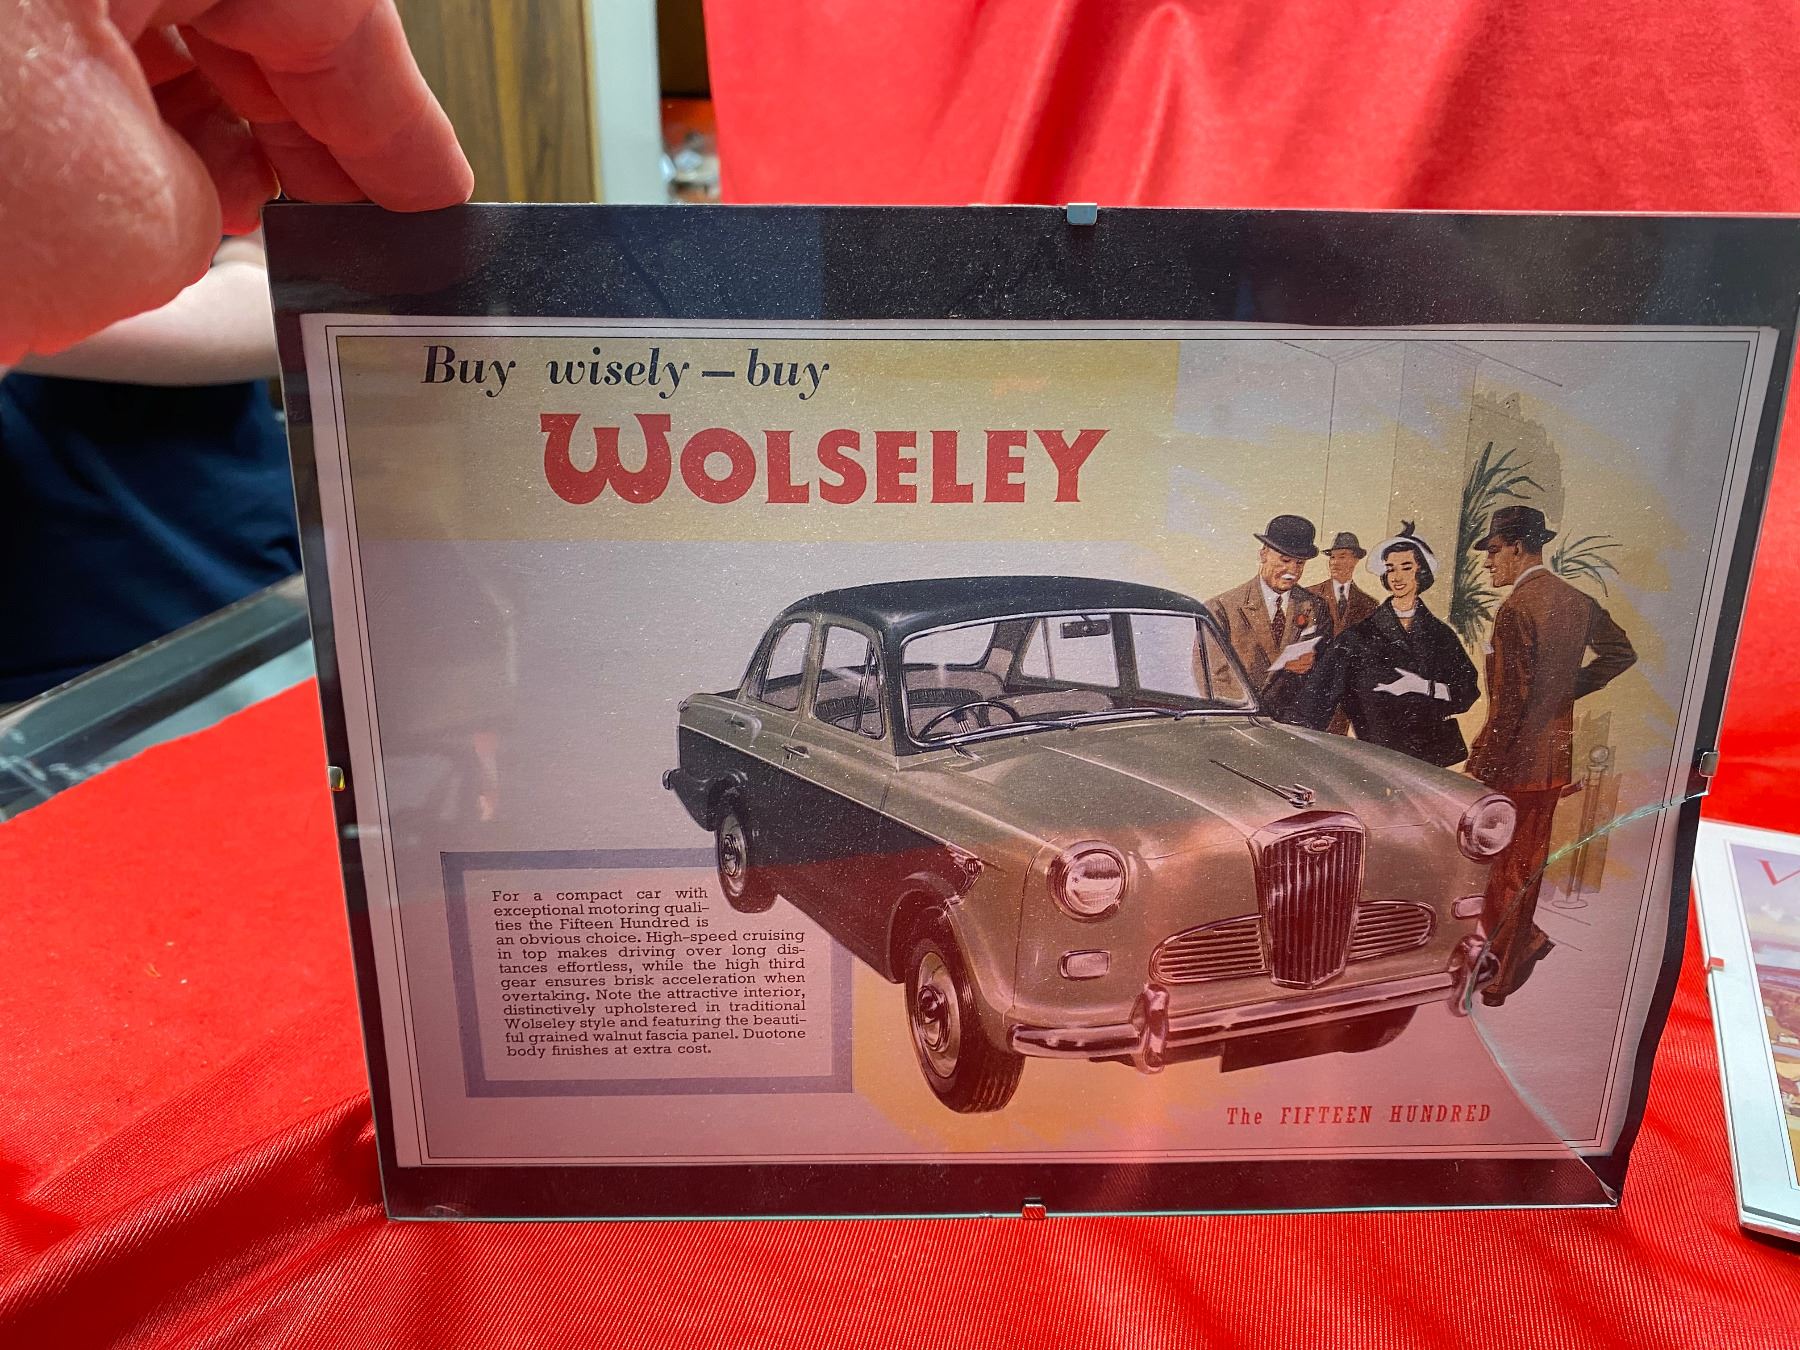 Buy wisely — buy
WOLSELEY
For a compact car with
exceptional motoring quali-
ties the Fifteen Hundred is
an obvious choice. High-speed cruising
in top makes driving over long dis-
tances effortless, while the high third
gear ensures brisk acceleration when
overtaking. Note the attractive interior,
distinctively upholstered in traditional
Wolseley style and featuring the beauti-
ful grained walnut fascia panel. Duotone
body finishes at extra cost.
The FIFTEEN HUNDRED